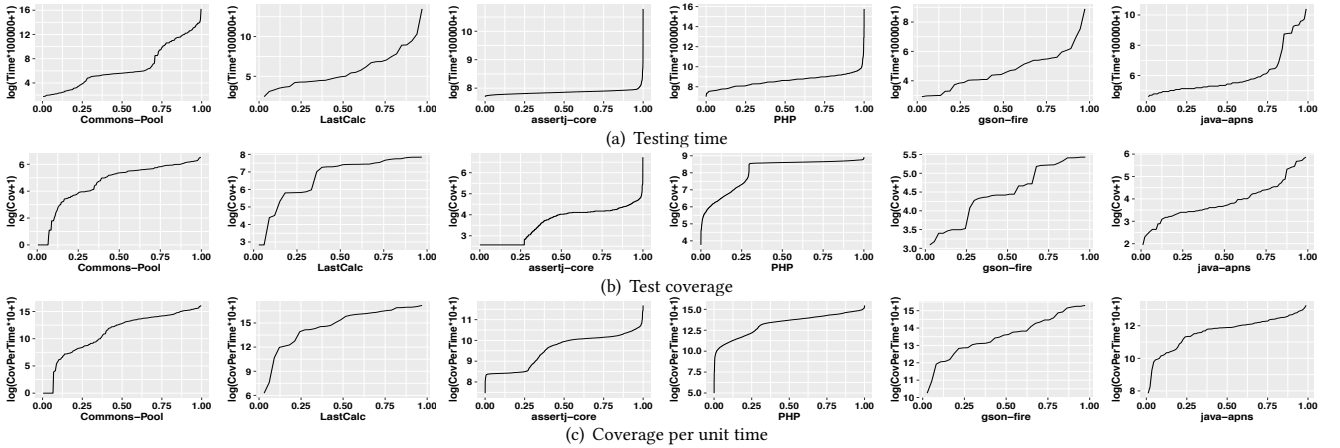 log(Time*100000+1)
16
12
8
4
0.00 0.25 0.50 0.75 1.00
Commons−Pool
log(Time*100000+1)
10
5
0.00 0.25 0.50 0.75 1.00
LastCalc
log(Time*100000+1)
10
9
8
0.00 0.25 0.50 0.75 1.00
assertj−core
log(Time*100000+1)
16
14
12
10
8
0.00 0.25 0.50 0.75 1.00
PHP
log(Time*100000+1)
8
6
4
0.00 0.25 0.50 0.75 1.00
gson−fire
log(Time*100000+1)
10
8
6
0.00 0.25 0.50 0.75 1.00
java−apns
(a) Testing time
log(Cov+1)
6
4
2
0
0.00 0.25 0.50 0.75 1.00
Commons−Pool
log(Cov+1)
8
7
6
5
4
3
0.00 0.25 0.50 0.75 1.00
LastCalc
log(Cov+1)
6
5
4
3
0.00 0.25 0.50 0.75 1.00
assertj−core
log(Cov+1)
9
8
7
6
5
4
0.00 0.25 0.50 0.75 1.00
PHP
log(Cov+1)
5.5
5.0
4.5
4.0
3.5
3.0
0.00 0.25 0.50 0.75 1.00
gson−fire
log(Cov+1)
6
5
4
3
2
0.00 0.25 0.50 0.75 1.00
java−apns
(b) Test coverage
log(CovPerTime*10+1)
15
10
5
0
0.00 0.25 0.50 0.75 1.00
Commons−Pool
log(CovPerTime*10+1)
15
12
9
6
0.00 0.25 0.50 0.75 1.00
LastCalc
log(CovPerTime*10+1)
11
10
9
8
0.00 0.25 0.50 0.75 1.00
assertj−core
log(CovPerTime*10+1)
15.0
12.5
10.0
7.5
5.0
0.00 0.25 0.50 0.75 1.00
PHP
log(CovPerTime*10+1)
15
14
13
12
11
10
0.00 0.25 0.50 0.75 1.00
gson−fire
log(CovPerTime*10+1)
12
10
8
0.00 0.25 0.50 0.75 1.00
java−apns
(c) Coverage per unit time